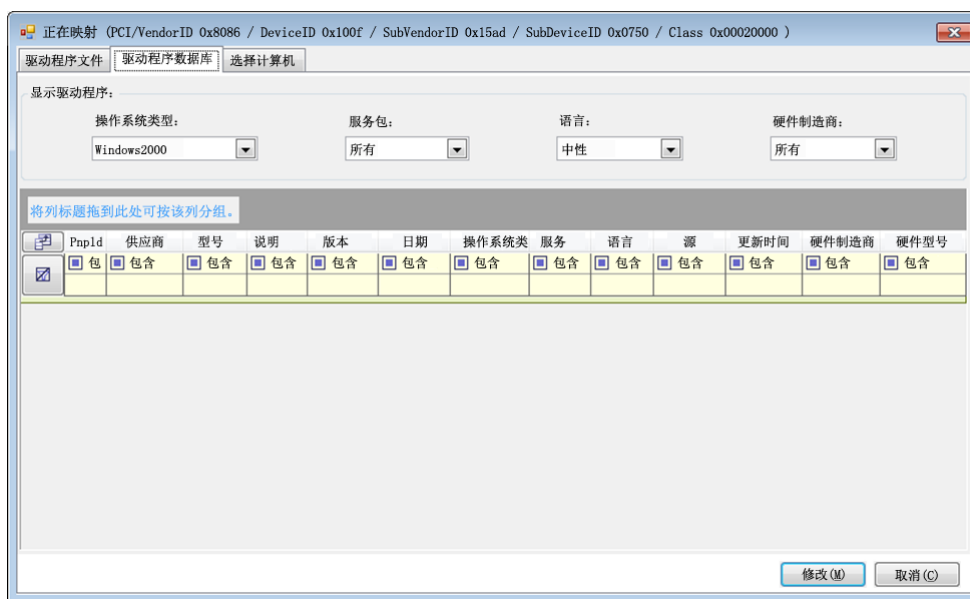 正在映射 (PCI/VendorID 0x8086 / DeviceID 0x100f / SubVendorID 0x15ad / SubDeviceID 0x0750 / Class 0x00020000 )
驱动程序文件 驱动程序数据库 选择计算机
显示驱动程序:
操作系统类型: 服务包: 语言: 硬件制造商:
Windows2000 所有 中性 所有
将列标题拖到此处可按该列分组。
PnpId 供应商 型号 说明 版本 日期 操作系统类 服务 语言 源 更新时间 硬件制造商 硬件型号
包 包含 包含 包含 包含 包含 包含 包含 包含 包含 包含 包含 包含
修改(M) 取消(C)